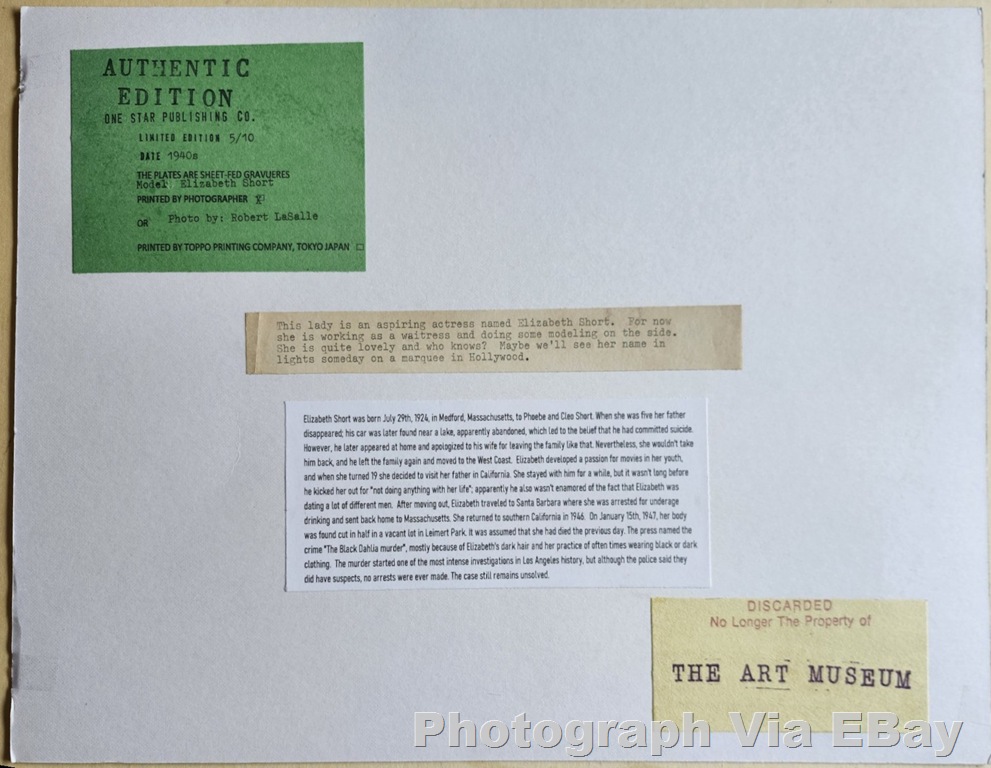 AUTHENTIC
EDITION
ONE STAR PUBLISHING CO.
LIMITED EDITION 5/10
DATE 1940s
THE PLATES ARE SHEET-FED GRAVUERES
Model: Elizabeth Short
PRINTED BY PHOTOGRAPHER
Photo by: Robert LaSalle
OR
PRINTED BY TOPPO PRINTING COMPANY, TOKYO JAPAN
This lady is an aspiring actress named Elizabeth Short. For now
she is working as a waitress and doing some modeling on the side.
She is quite lovely and who knows? Maybe we'll see her name in
lights someday on a marquee in Hollywood.
Elizabeth Short was born July 29th, 1924, in Medford, Massachusetts, to Phoebe and Cleo Short. When she was five her father
disappeared; his car was later found near a lake, apparently abandoned, which led to the belief that he had committed suicide.
However, he later appeared at home and apologized to his wife for leaving the family like that. Nevertheless, she wouldn't take
him back, and he left the family again and moved to the West Coast. Elizabeth developed a passion for movies in her youth,
and when she turned 19 she decided to visit her father in California. She stayed with him for a while, but it wasn't long before
he kicked her out for "not doing anything with her life"; apparently he also wasn't enamored of the fact that Elizabeth was
dating a lot of different men. After moving out, Elizabeth traveled to Santa Barbara where she was arrested for underage
drinking and sent back home to Massachusetts. She returned to southern California in 1946. On January 15th, 1947, her body
was found cut in half in a vacant lot in Leimert Park. It was assumed that she had died the previous day. The press named the
crime "The Black Dahlia murder", mostly because of Elizabeth's dark hair and her practice of often times wearing black or dark
clothing. The murder started one of the most intense investigations in Los Angeles history, but although the police said they
did have suspects, no arrests were ever made. The case still remains unsolved.
DISCARDED
No Longer The Property of
THE ART MUSEUM
Photograph Via EBay